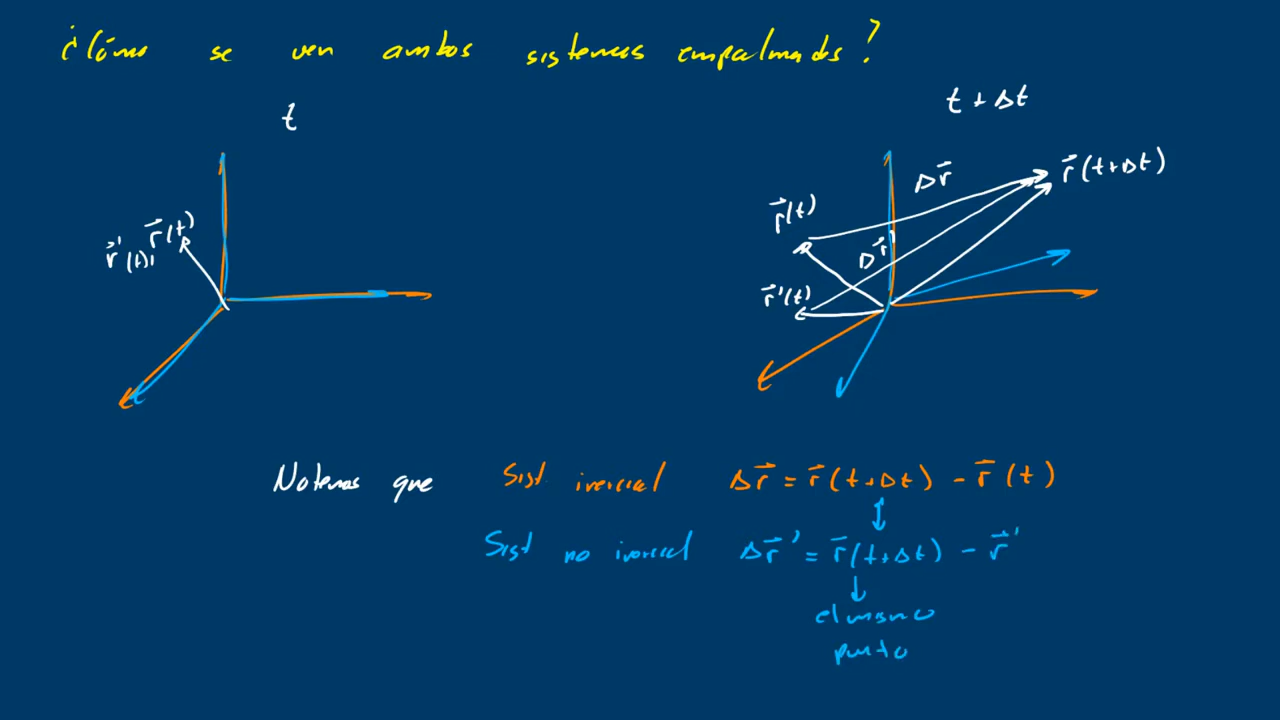 ¿Cómo se ven ambos sistemas empalmados?
t
t + Δt
r⃗(t)
r⃗'(t)
Δr⃗
r⃗(t+Δt)
r⃗(t)
Δr⃗'
r⃗'(t)
Notemos que Sist. inercial Δr⃗ = r⃗(t+Δt) - r⃗(t)
Sist no inercial Δr⃗' = r⃗(t+Δt) - r⃗'
el mismo
punto